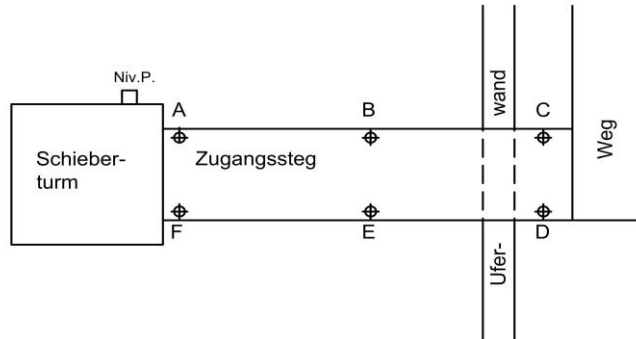 Niv.P.
A
B
C
Schieber-
turm
Zugangssteg
F
E
D
Ufer-
wand
Weg